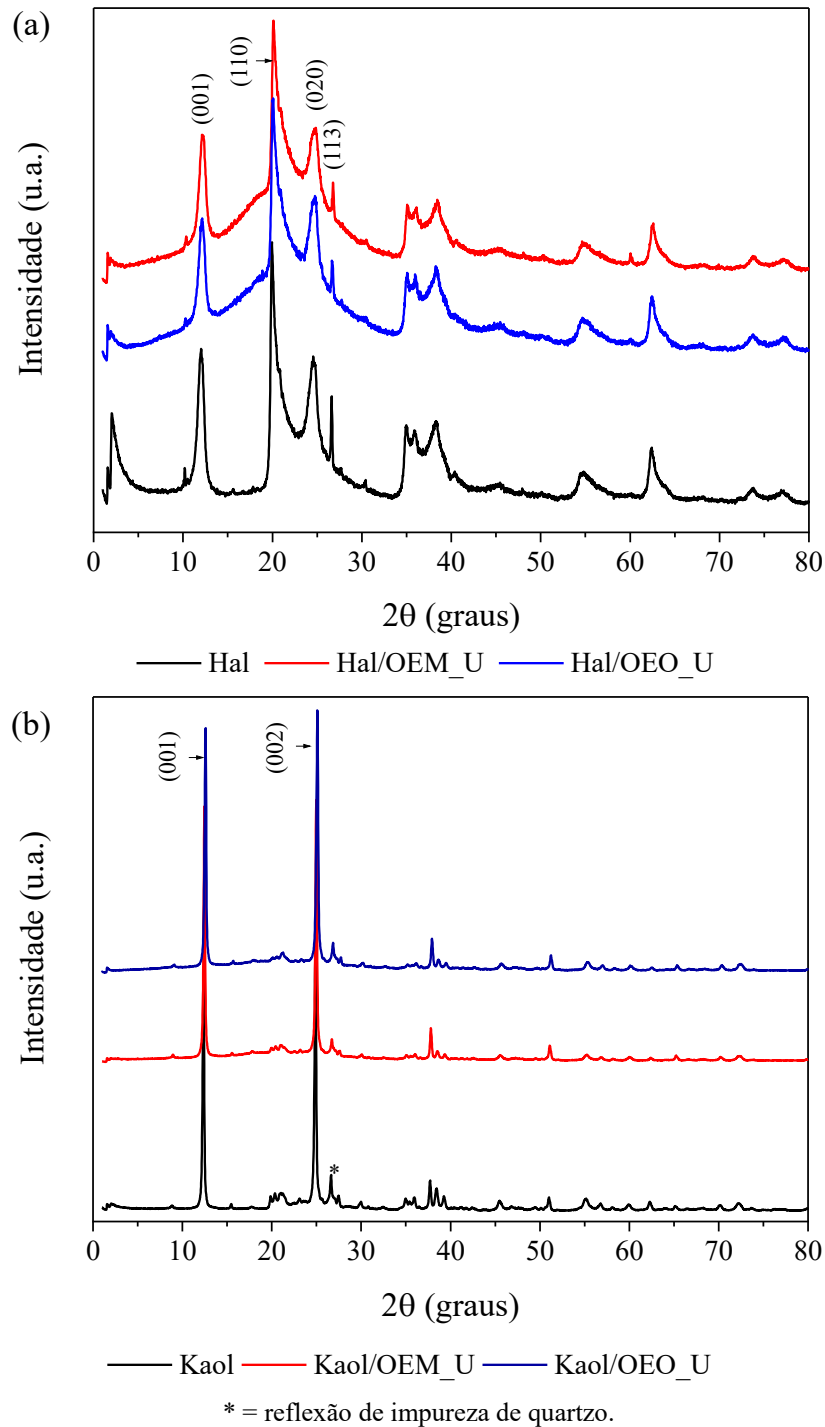 (a)
(001)
(110)
(020)
(113)
Intensidade (u.a.)
0 10 20 30 40 50 60 70 80
2θ (graus)
Hal Hal/OEM_U Hal/OEO_U
(b)
(001)
(002)
*
Intensidade (u.a.)
0 10 20 30 40 50 60 70 80
2θ (graus)
Kaol Kaol/OEM_U Kaol/OEO_U
* = reflexão de impureza de quartzo.